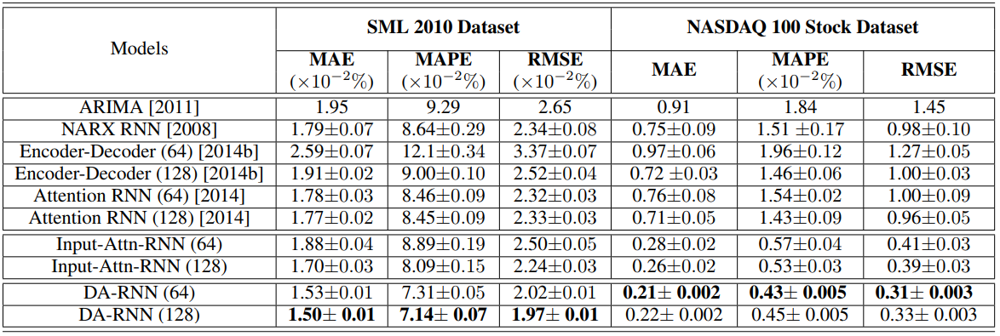 Models SML 2010 Dataset NASDAQ 100 Stock Dataset
MAE MAPE RMSE MAE MAPE RMSE
(×10−2%) (×10−2%) (×10−2%) (×10−2%)
ARIMA [2011] 1.95 9.29 2.65 0.91 1.84 1.45
NARX RNN [2008] 1.79±0.07 8.64±0.29 2.34±0.08 0.75±0.09 1.51 ±0.17 0.98±0.10
Encoder-Decoder (64) [2014b] 2.59±0.07 12.1±0.34 3.37±0.07 0.97±0.06 1.96±0.12 1.27±0.05
Encoder-Decoder (128) [2014b] 1.91±0.02 9.00±0.10 2.52±0.04 0.72 ±0.03 1.46±0.06 1.00±0.03
Attention RNN (64) [2014] 1.78±0.03 8.46±0.09 2.32±0.03 0.76±0.08 1.54±0.02 1.00±0.09
Attention RNN (128) [2014] 1.77±0.02 8.45±0.09 2.33±0.03 0.71±0.05 1.43±0.09 0.96±0.05
Input-Attn-RNN (64) 1.88±0.04 8.89±0.19 2.50±0.05 0.28±0.02 0.57±0.04 0.41±0.03
Input-Attn-RNN (128) 1.70±0.03 8.09±0.15 2.24±0.03 0.26±0.02 0.53±0.03 0.39±0.03
DA-RNN (64) 1.53±0.01 7.31±0.05 2.02±0.01 0.21± 0.002 0.43± 0.005 0.31± 0.003
DA-RNN (128) 1.50± 0.01 7.14± 0.07 1.97± 0.01 0.22± 0.002 0.45± 0.005 0.33± 0.003